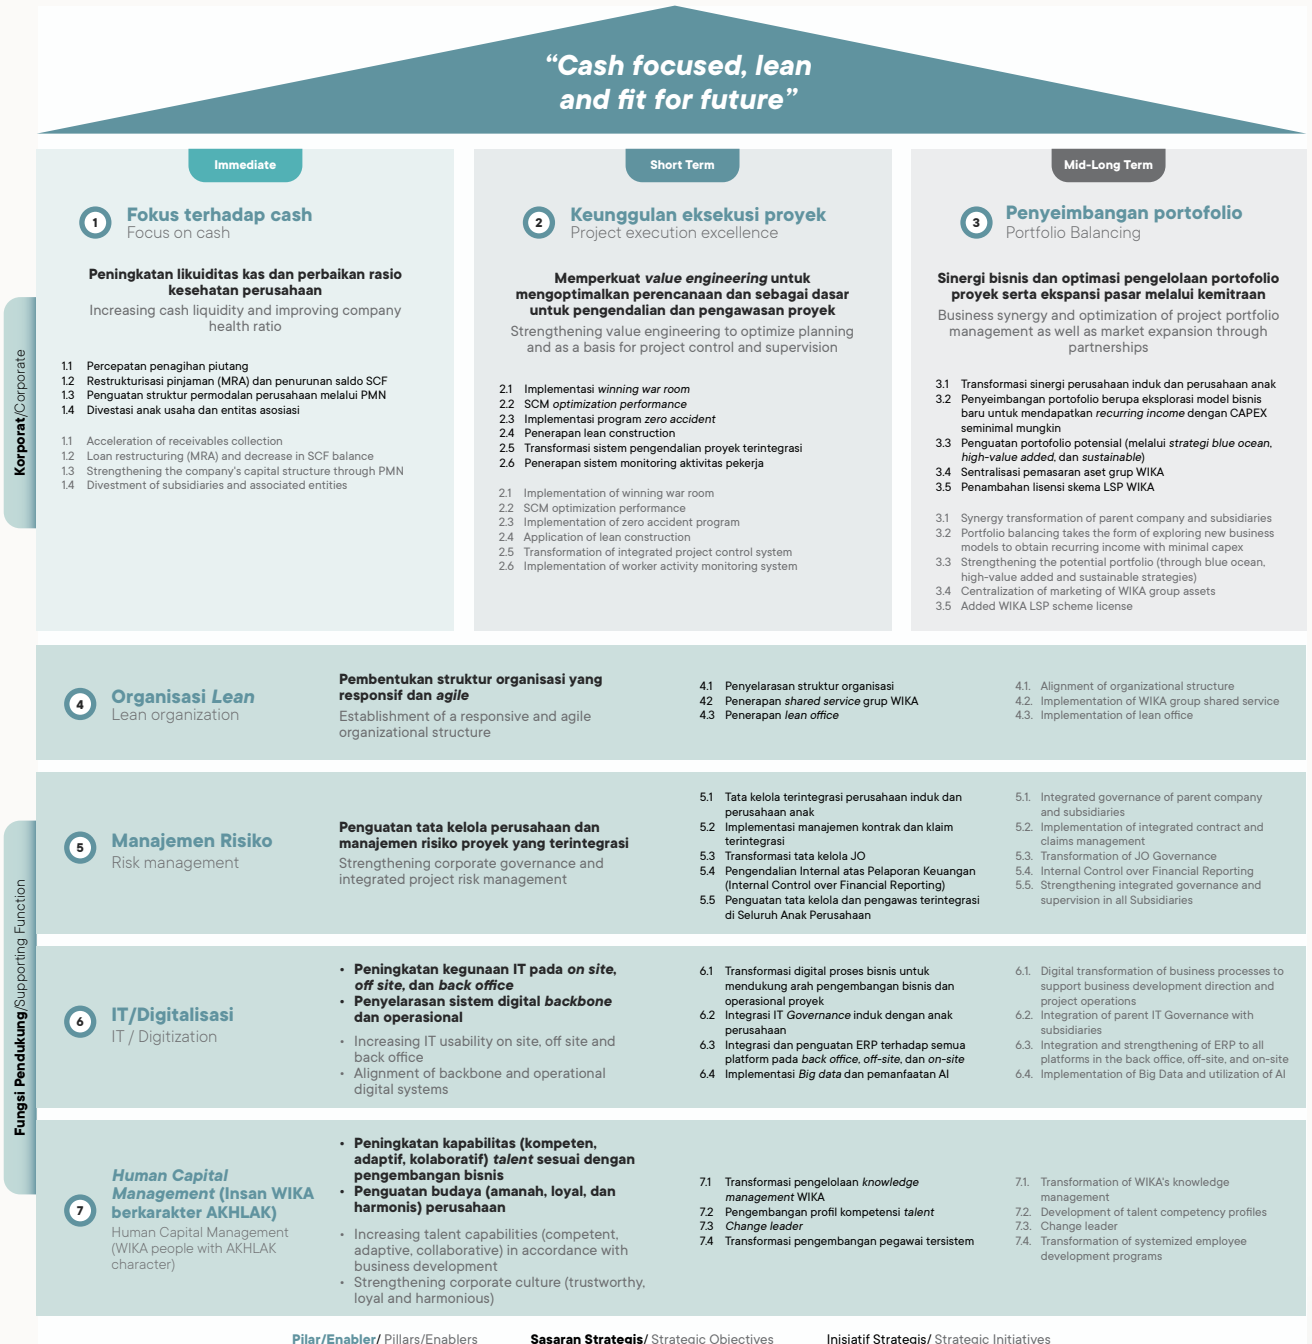 “Cash focused, lean
and fit for future”
Immediate
1
Fokus terhadap cash
Focus on cash
Peningkatan likuiditas kas dan perbaikan rasio
kesehatan perusahaan
Increasing cash liquidity and improving company
health ratio
1.1 Percepatan penagihan piutang
1.2 Restrukturisasi pinjaman (MRA) dan penurunan saldo SCF
1.3 Penguatan struktur permodalan perusahaan melalui PMN
1.4 Divestasi anak usaha dan entitas asosiasi
1.1 Acceleration of receivables collection
1.2 Loan restructuring (MRA) and decrease in SCF balance
1.3 Strengthening the company's capital structure through PMN
1.4 Divestment of subsidiaries and associated entities
Short Term
2
Keunggulan eksekusi proyek
Project execution excellence
Memperkuat value engineering untuk
mengoptimalkan perencanaan dan sebagai dasar
untuk pengendalian dan pengawasan proyek
Strengthening value engineering to optimize planning
and as a basis for project control and supervision
2.1 Implementasi winning war room
2.2 SCM optimization performance
2.3 Implementasi program zero accident
2.4 Penerapan lean construction
2.5 Transformasi sistem pengendalian proyek terintegrasi
2.6 Penerapan sistem monitoring aktivitas pekerja
2.1 Implementation of winning war room
2.2 SCM optimization performance
2.3 Implementation of zero accident program
2.4 Application of lean construction
2.5 Transformation of integrated project control system
2.6 Implementation of worker activity monitoring system
Mid-Long Term
3
Penyeimbangan portofolio
Portfolio Balancing
Sinergi bisnis dan optimasi pengelolaan portofolio
proyek serta ekspansi pasar melalui kemitraan
Business synergy and optimization of project portfolio
management as well as market expansion through
partnerships
3.1 Transformasi sinergi perusahaan induk dan perusahaan anak
3.2 Penyeimbangan portofolio berupa eksplorasi model bisnis
baru untuk mendapatkan recurring income dengan CAPEX
seminimal mungkin
3.3 Penguatan portofolio potensial (melalui strategi blue ocean,
high-value added, dan sustainable)
3.4 Sentralisasi pemasaran aset grup WIKA
3.5 Penambahan lisensi skema LSP WIKA
3.1 Synergy transformation of parent company and subsidiaries
3.2 Portfolio balancing takes the form of exploring new business
models to obtain recurring income with minimal capex
3.3 Strengthening the potential portfolio (through blue ocean,
high-value added and sustainable strategies)
3.4 Centralization of marketing of WIKA group assets
3.5 Added WIKA LSP scheme license
Korporat/Corporate
Fungsi Pendukung/Supporting Function
4
Organisasi Lean
Lean organization
Pembentukan struktur organisasi yang
responsif dan agile
Establishment of a responsive and agile
organizational structure
4.1 Penyelarasan struktur organisasi
42 Penerapan shared service grup WIKA
4.3 Penerapan lean office
4.1. Alignment of organizational structure
4.2. Implementation of WIKA group shared service
4.3. Implementation of lean office
5
Manajemen Risiko
Risk management
Penguatan tata kelola perusahaan dan
manajemen risiko proyek yang terintegrasi
Strengthening corporate governance and
integrated project risk management
5.1 Tata kelola terintegrasi perusahaan induk dan
perusahaan anak
5.2 Implementasi manajemen kontrak dan klaim
terintegrasi
5.3 Transformasi tata kelola JO
5.4 Pengendalian Internal atas Pelaporan Keuangan
(Internal Control over Financial Reporting)
5.5 Penguatan tata kelola dan pengawas terintegrasi
di Seluruh Anak Perusahaan
5.1. Integrated governance of parent company
and subsidiaries
5.2. Implementation of integrated contract and
claims management
5.3. Transformation of JO Governance
5.4. Internal Control over Financial Reporting
5.5. Strengthening integrated governance and
supervision in all Subsidiaries
6
IT/Digitalisasi
IT / Digitization
• Peningkatan kegunaan IT pada on site,
off site, dan back office
• Penyelarasan sistem digital backbone
dan operasional
• Increasing IT usability on site, off site and
back office
• Alignment of backbone and operational
digital systems
6.1 Transformasi digital proses bisnis untuk
mendukung arah pengembangan bisnis dan
operasional proyek
6.2 Integrasi IT Governance induk dengan anak
perusahaan
6.3 Integrasi dan penguatan ERP terhadap semua
platform pada back office, off-site, dan on-site
6.4 Implementasi Big data dan pemanfaatan AI
6.1. Digital transformation of business processes to
support business development direction and
project operations
6.2. Integration of parent IT Governance with
subsidiaries
6.3. Integration and strengthening of ERP to all
platforms in the back office, off-site, and on-site
6.4. Implementation of Big Data and utilization of AI
7
Human Capital
Management (Insan WIKA
berkarakter AKHLAK)
Human Capital Management
(WIKA people with AKHLAK
character)
• Peningkatan kapabilitas (kompeten,
adaptif, kolaboratif) talent sesuai dengan
pengembangan bisnis
• Penguatan budaya (amanah, loyal, dan
harmonis) perusahaan
• Increasing talent capabilities (competent,
adaptive, collaborative) in accordance with
business development
• Strengthening corporate culture (trustworthy,
loyal and harmonious)
7.1 Transformasi pengelolaan knowledge
management WIKA
7.2 Pengembangan profil kompetensi talent
7.3 Change leader
7.4 Transformasi pengembangan pegawai tersistem
7.1. Transformation of WIKA's knowledge
management
7.2. Development of talent competency profiles
7.3. Change leader
7.4. Transformation of systemized employee
development programs
Pilar/Enabler/ Pillars/Enablers
Sasaran Strategis/ Strategic Objectives
Inisiatif Strategis/ Strategic Initiatives